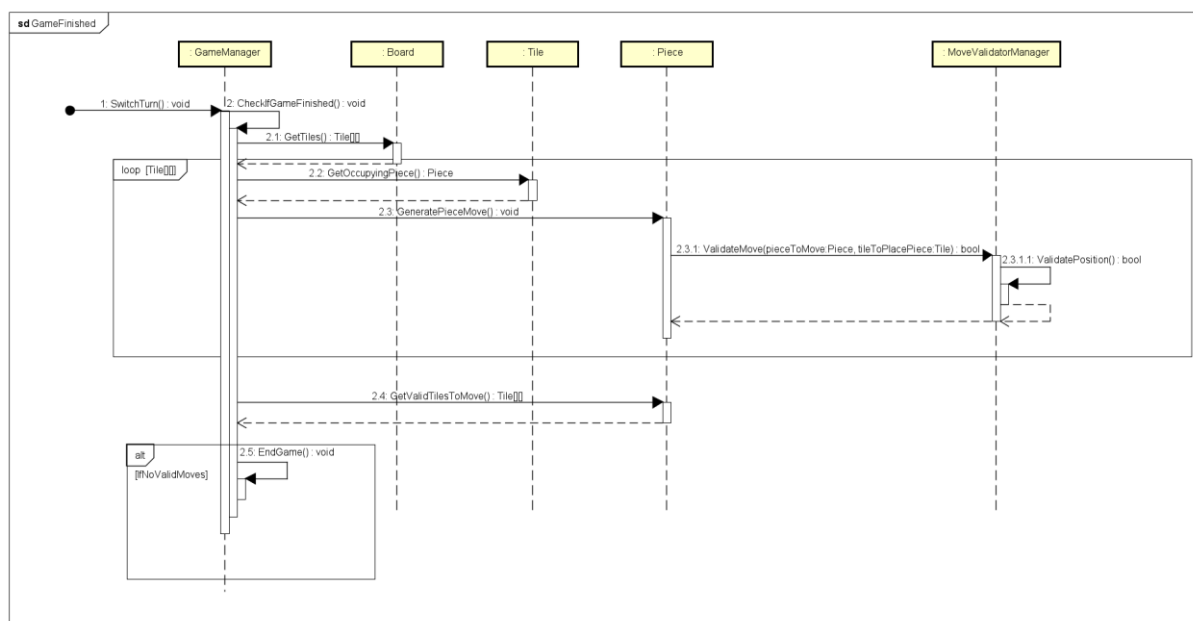 sd GameFinished
: GameManager
: Board
: Tile
: Piece
: MoveValidatorManager
1: SwitchTurn() : void
2: CheckIfGameFinished() : void
2.1: GetTiles() : Tile[][]
loop [Tile[][]]
2.2: GetOccupyingPiece() : Piece
2.3: GeneratePieceMove() : void
2.3.1: ValidateMove(pieceToMove:Piece, tileToPlacePiece:Tile) : bool
2.3.1.1: ValidatePosition() : bool
2.4: GetValidTilesToMove() : Tile[][]
alt
2.5: EndGame() : void
[IfNoValidMoves]